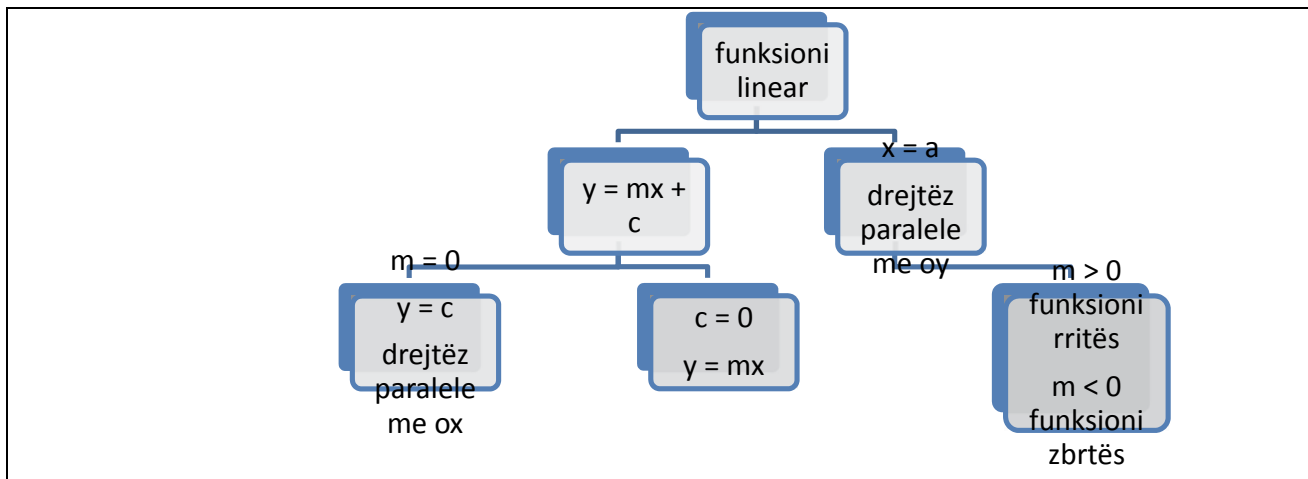 funksioni
linear
y = mx +
c
x = a
drejtëz
paralele
me oy
m = 0
y = c
drejtëz
paralele
me ox
c = 0
y = mx
m > 0
funksioni
rritës
m < 0
funksioni
zbrtës